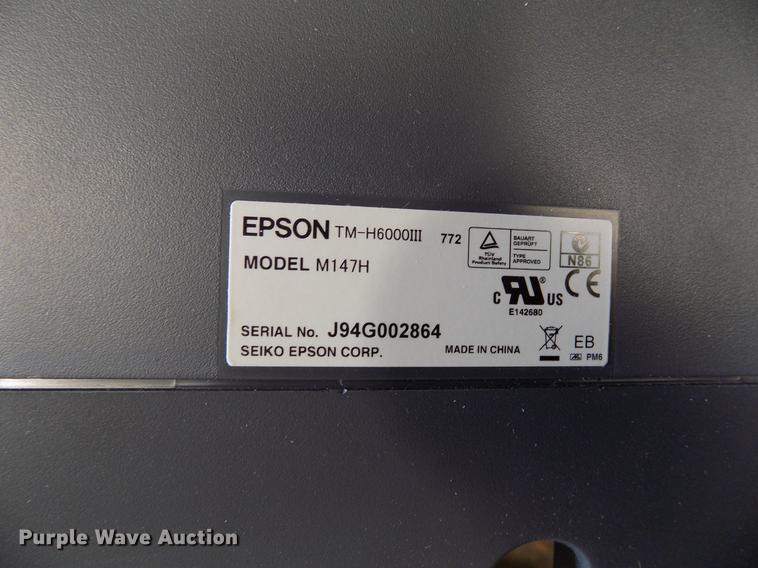 EPSON TM-H6000III 772
MODEL M147H
TÜV
Rheinland
Product Safety
BAUART
GEPRÜFT
TYPE
APPROVED
N86
C RU® US
E142680
CE
SERIAL No. J94G002864
SEIKO EPSON CORP. MADE IN CHINA
EB
PM6
Purple Wave Auction